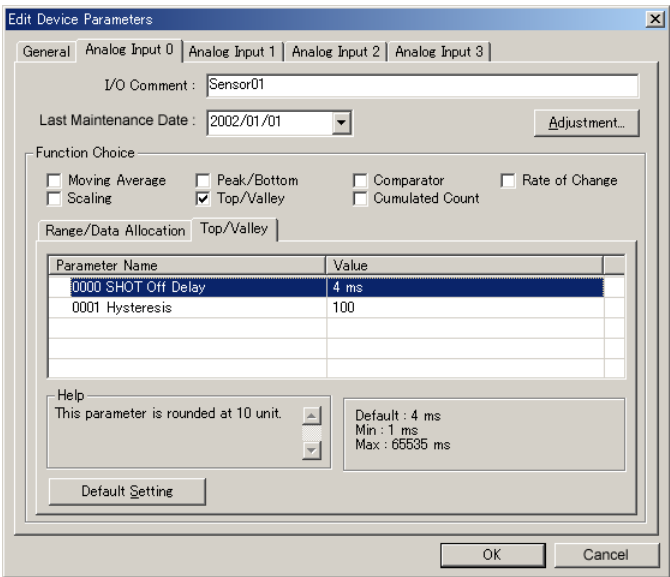 Edit Device Parameters
General Analog Input 0 Analog Input 1 Analog Input 2 Analog Input 3
I/O Comment : Sensor01
Last Maintenance Date : 2002/01/01 Adjustment...
Function Choice
Moving Average Peak/Bottom Comparator Rate of Change
Scaling Top/Valley Cumulated Count
Range/Data Allocation Top/Valley
Parameter Name Value
0000 SHOT Off Delay 4 ms
0001 Hysteresis 100
Help
This parameter is rounded at 10 unit.
Default : 4 ms
Min : 1 ms
Max : 65535 ms
Default Setting
OK Cancel